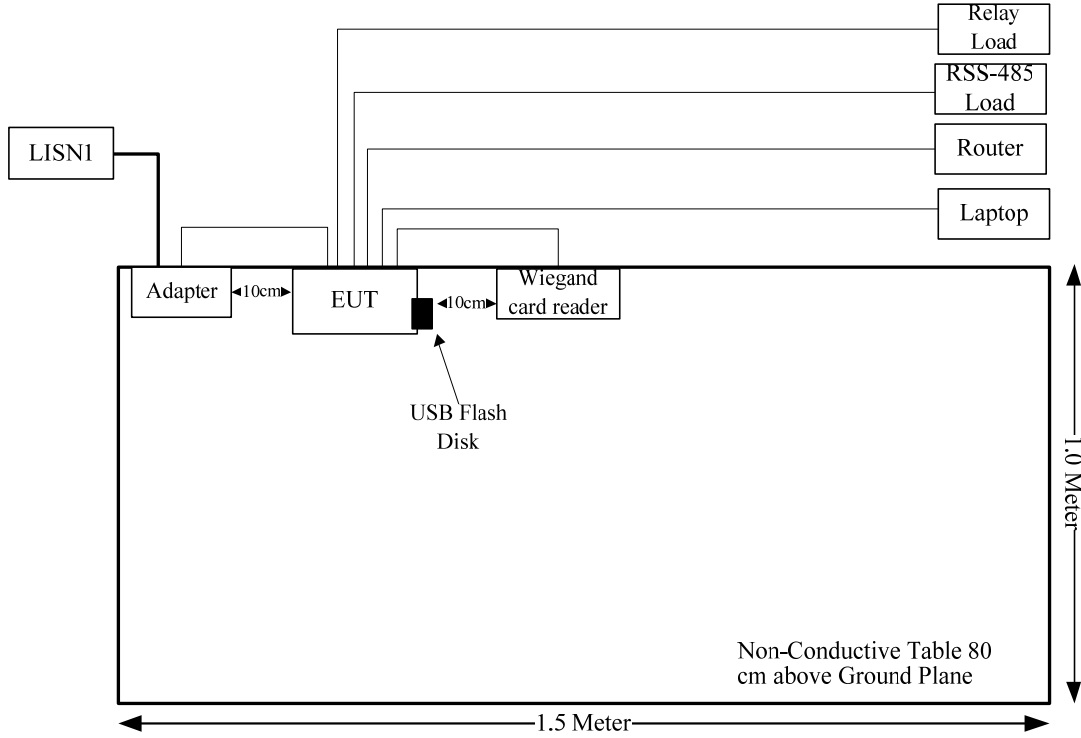 Relay
Load
RSS-485
Load
LISN1
Router
Laptop
Adapter
10cm
EUT
10cm
Wiegand
card reader
USB Flash
Disk
1.0 Meter
Non-Conductive Table 80
cm above Ground Plane
1.5 Meter